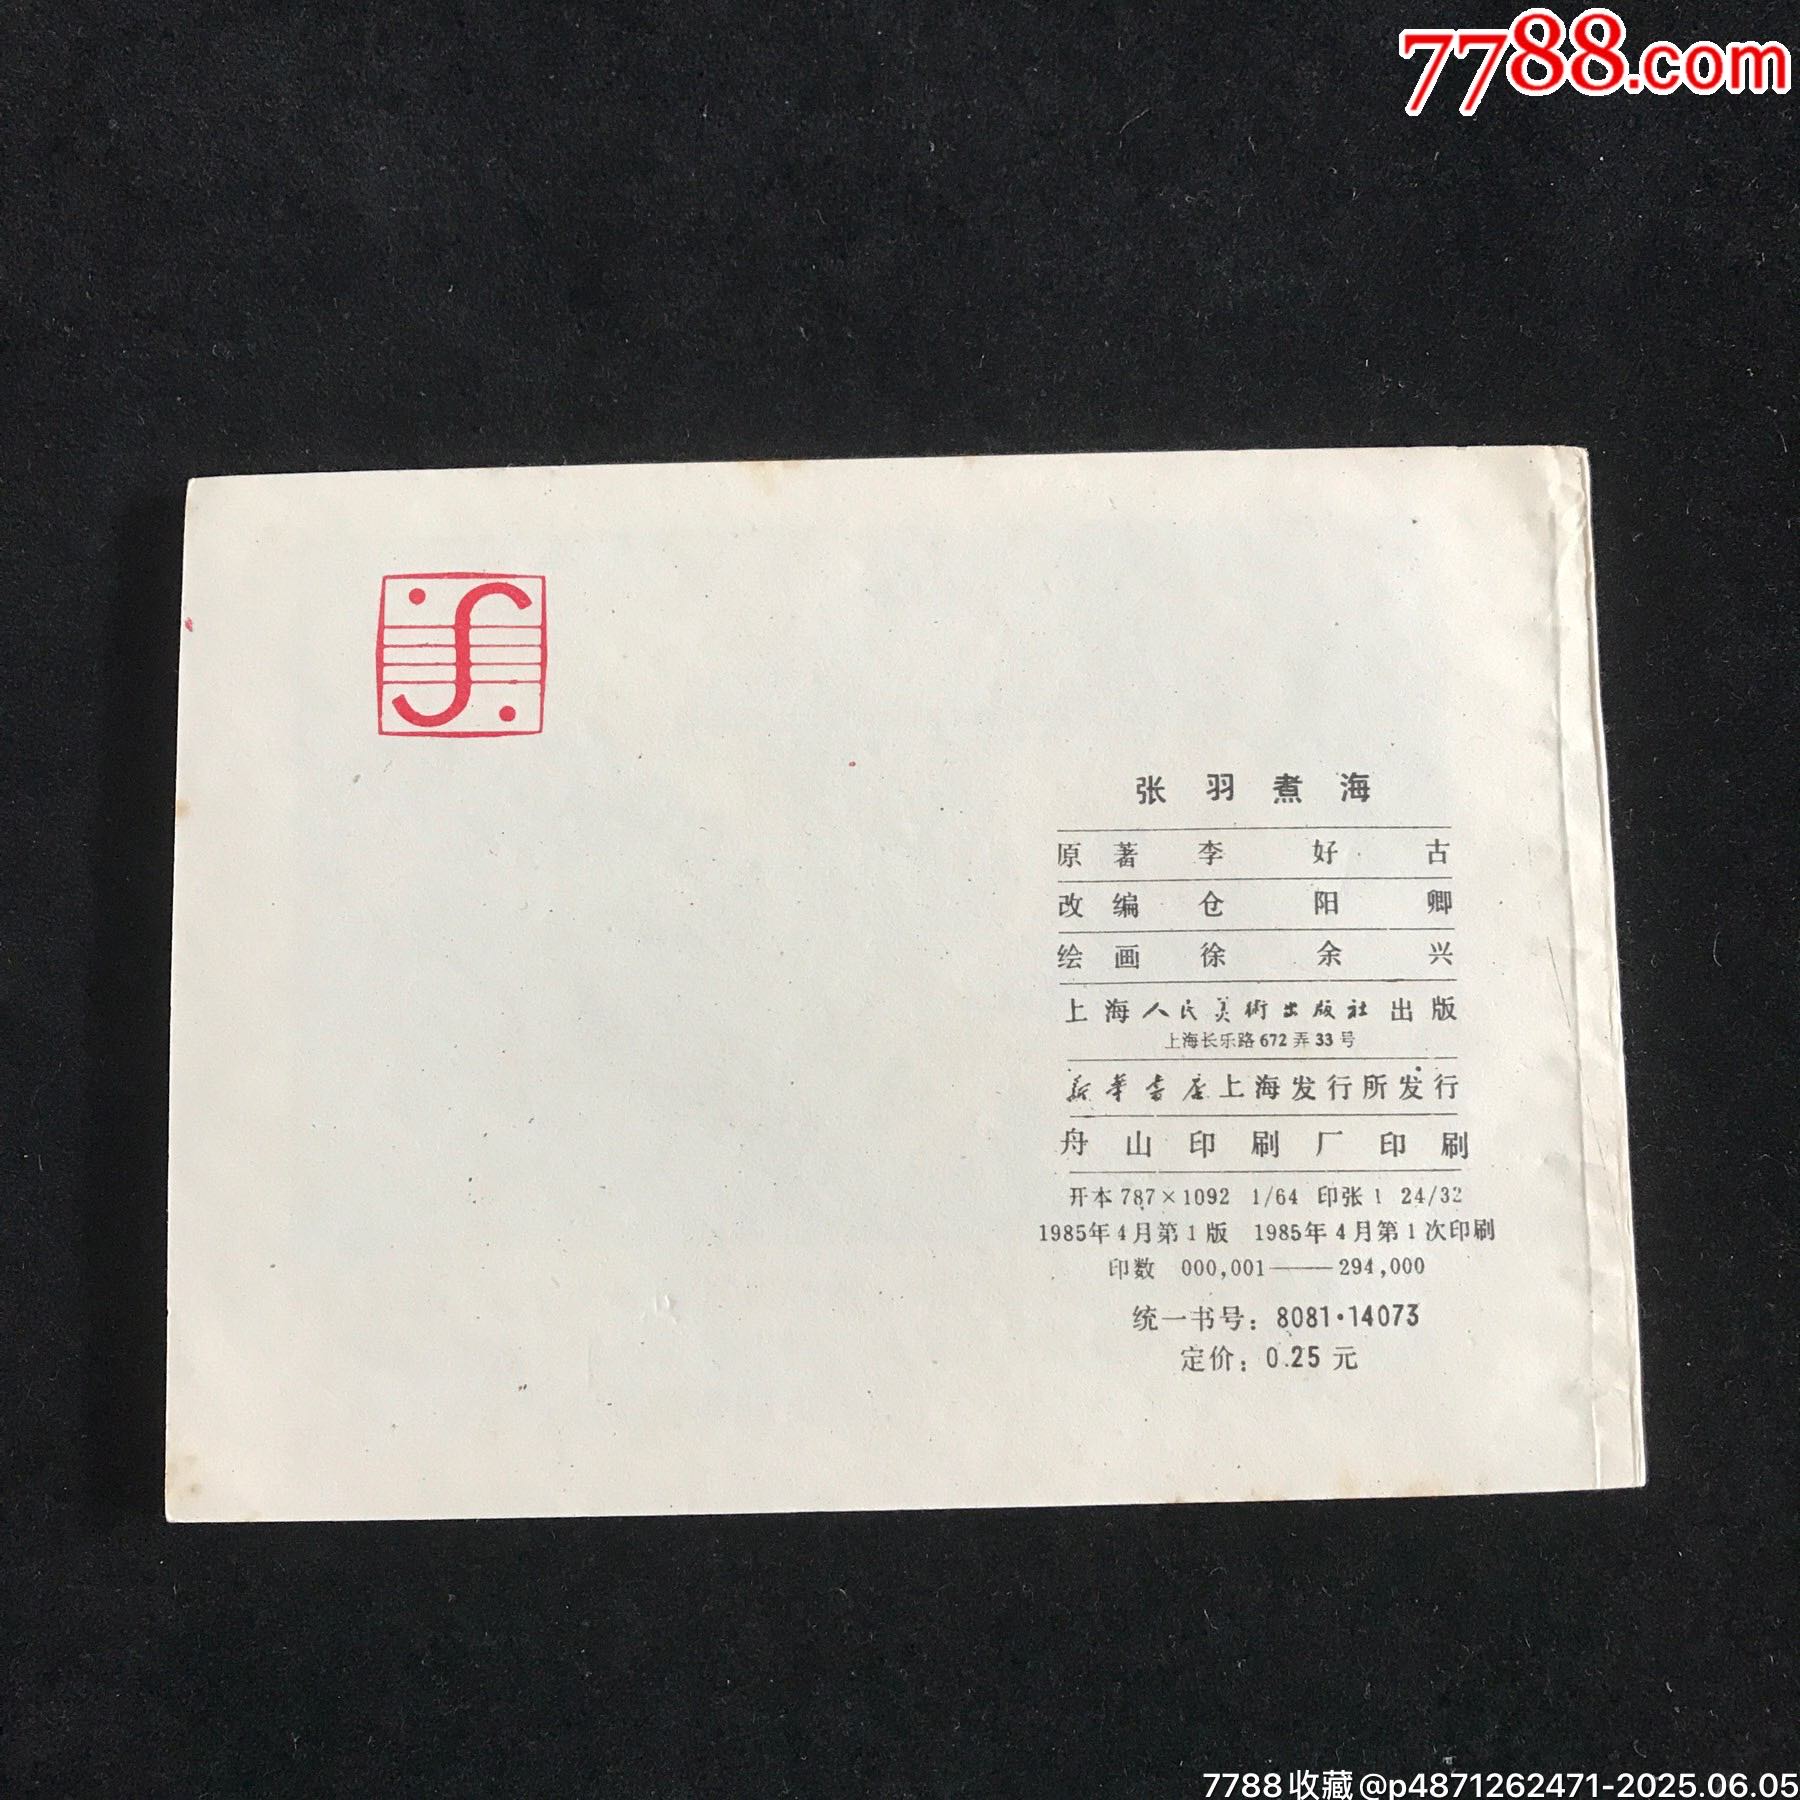 7788.com
张羽煮海
原著 李好古
改编 仓阳卿
绘画 徐余兴
上海人民美術出版社出版
上海长乐路672弄33号
新华书店上海发行所发行
舟山印刷厂印刷
开本 787×1092 1/64 印张 1 24/32
1985年4月第1版 1985年4月第1次印刷
印数 000,001——294,000
统一书号：8081·14073
定价：0.25 元
7788收藏@p4871262471-2025.06.05